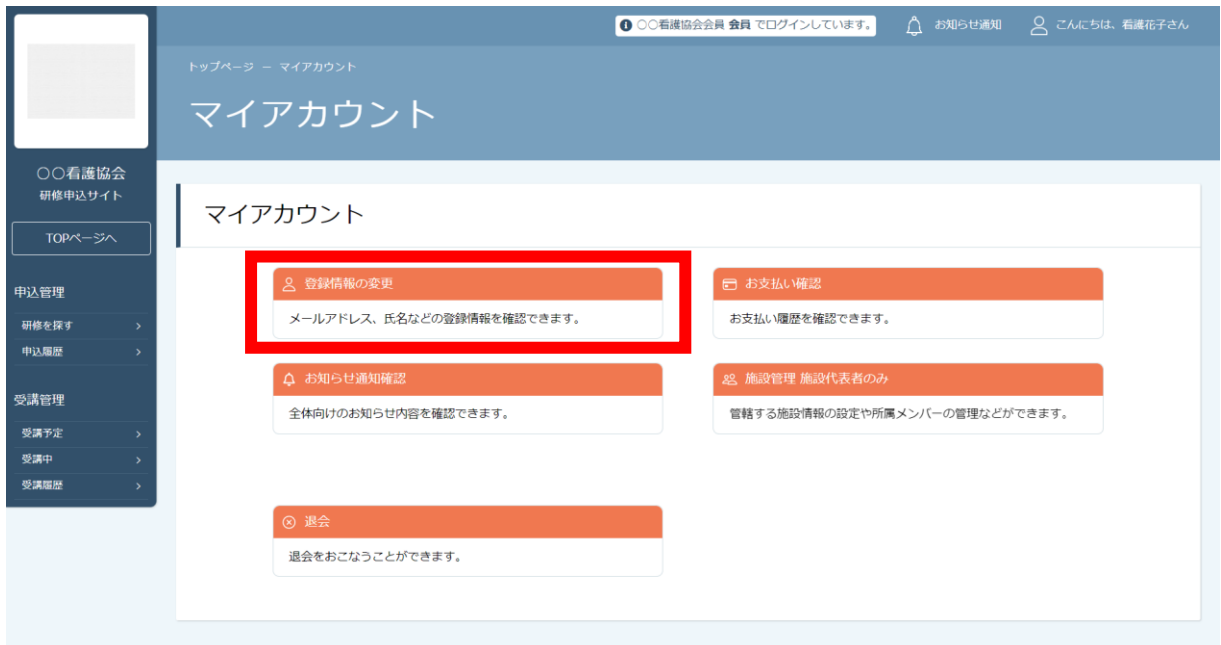 ○○看護協会会員 会員 でログインしています。
お知らせ通知
こんにちは、看護花子さん
トップページ － マイアカウント
マイアカウント
○○看護協会
研修申込サイト
TOPページへ
申込管理
研修を探す
申込履歴
受講管理
受講予定
受講中
受講履歴
マイアカウント
登録情報の変更
メールアドレス、氏名などの登録情報を確認できます。
お支払い確認
お支払い履歴を確認できます。
お知らせ通知確認
全体向けのお知らせ内容を確認できます。
施設管理 施設代表者のみ
管轄する施設情報の設定や所属メンバーの管理などができます。
退会
退会をおこなうことができます。